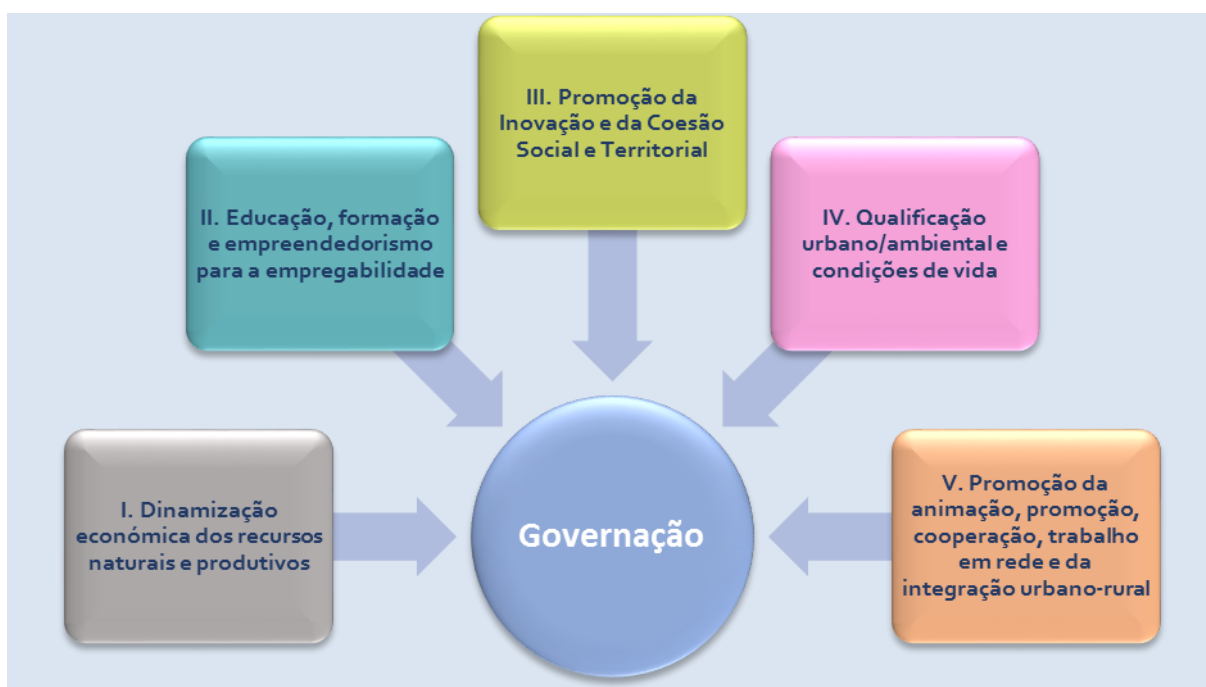 I. Dinamização
económica dos recursos
naturais e produtivos
II. Educação, formação
e empreendedorismo
para a empregabilidade
III. Promoção da
Inovação e da Coesão
Social e Territorial
IV. Qualificação
urbano/ambiental e
condições de vida
V. Promoção da
animação, promoção,
cooperação, trabalho
em rede e da
integração urbano-rural
Governação